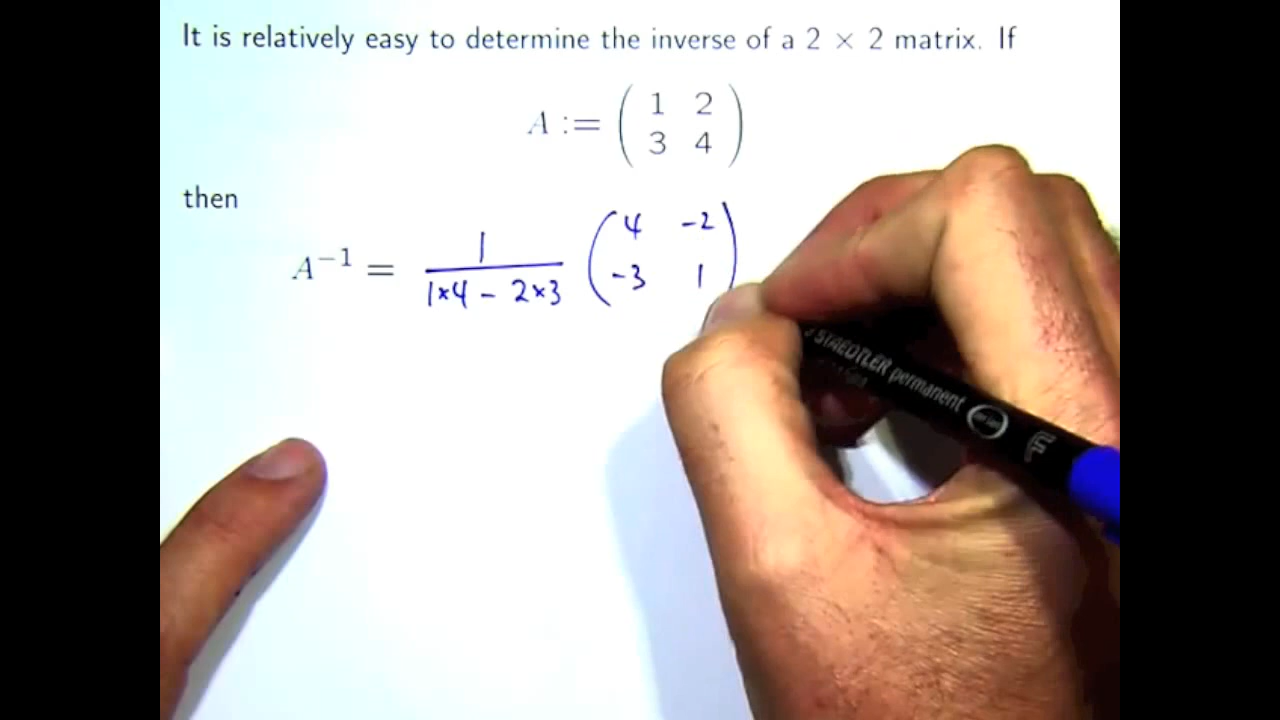 It is relatively easy to determine the inverse of a 2 × 2 matrix. If
A := ( 1 2
3 4 )
then
A⁻¹ = 1 / (1×4 − 2×3) ( 4 -2
-3 1 )
STAEDTLER permanent F